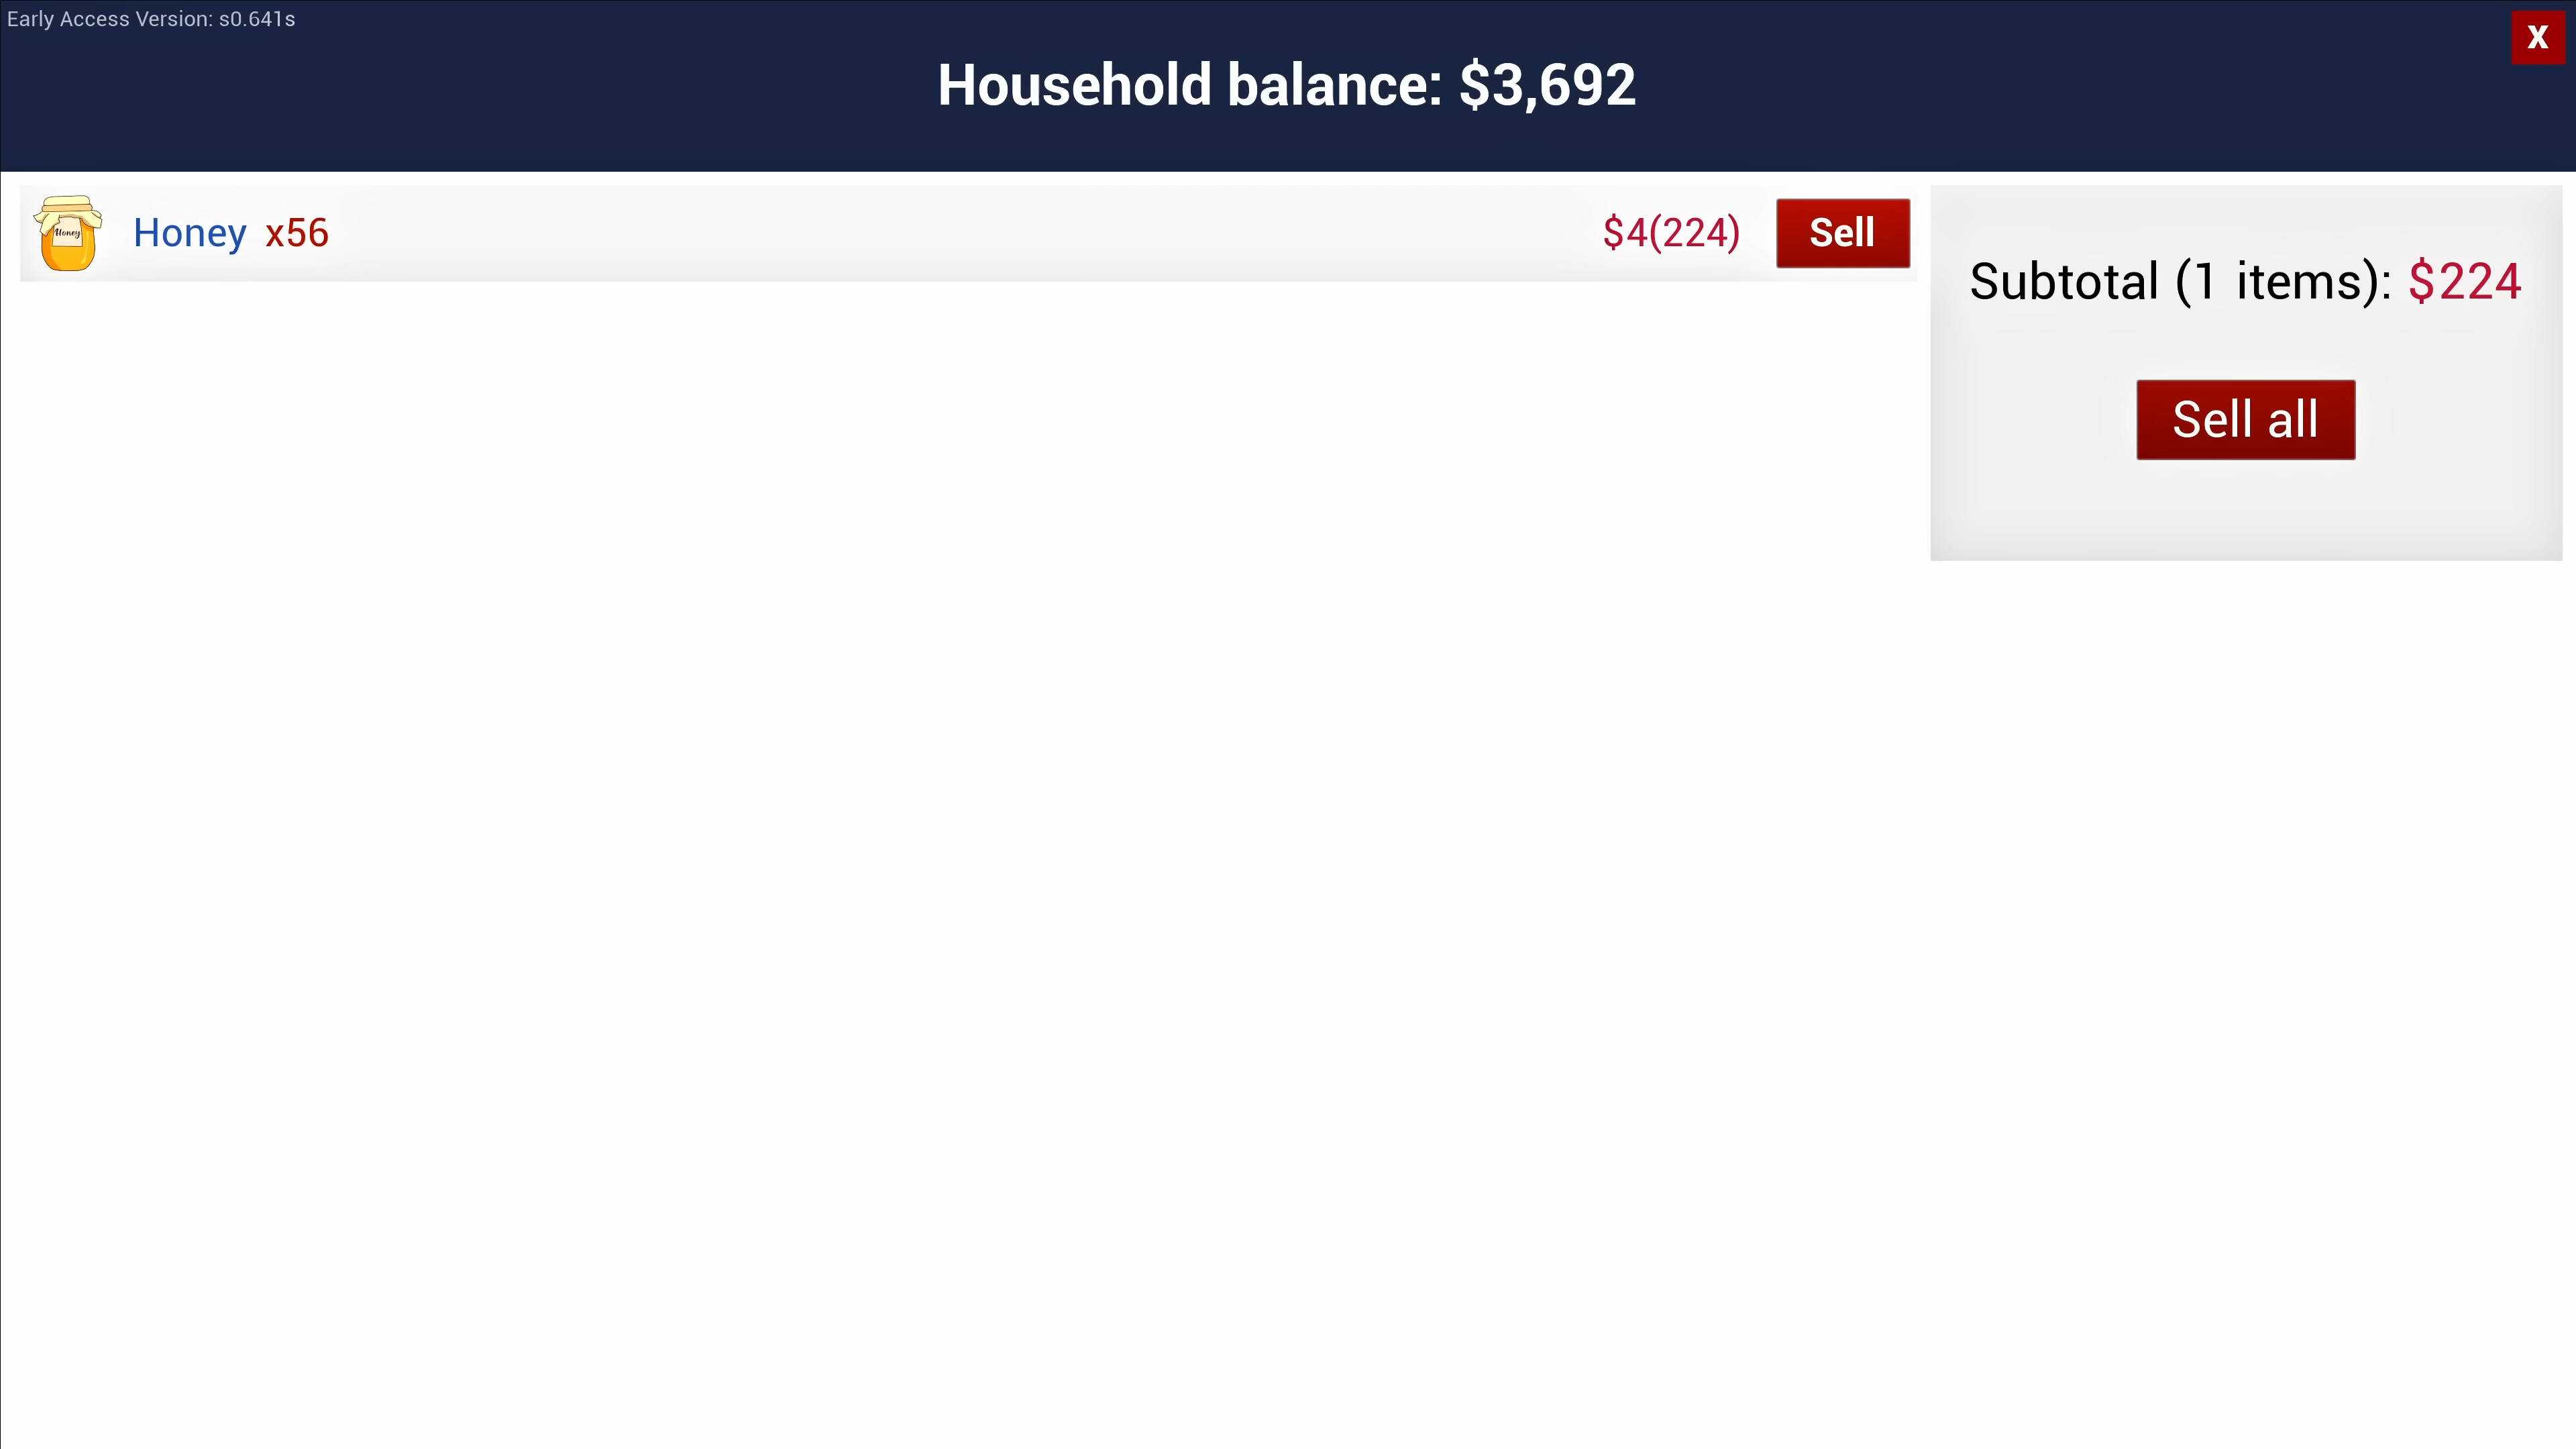 Early Access Version: s0.641s
X
Household balance: $3,692
Honey
Honey x56 $4(224) Sell
Subtotal (1 items): $224
Sell all